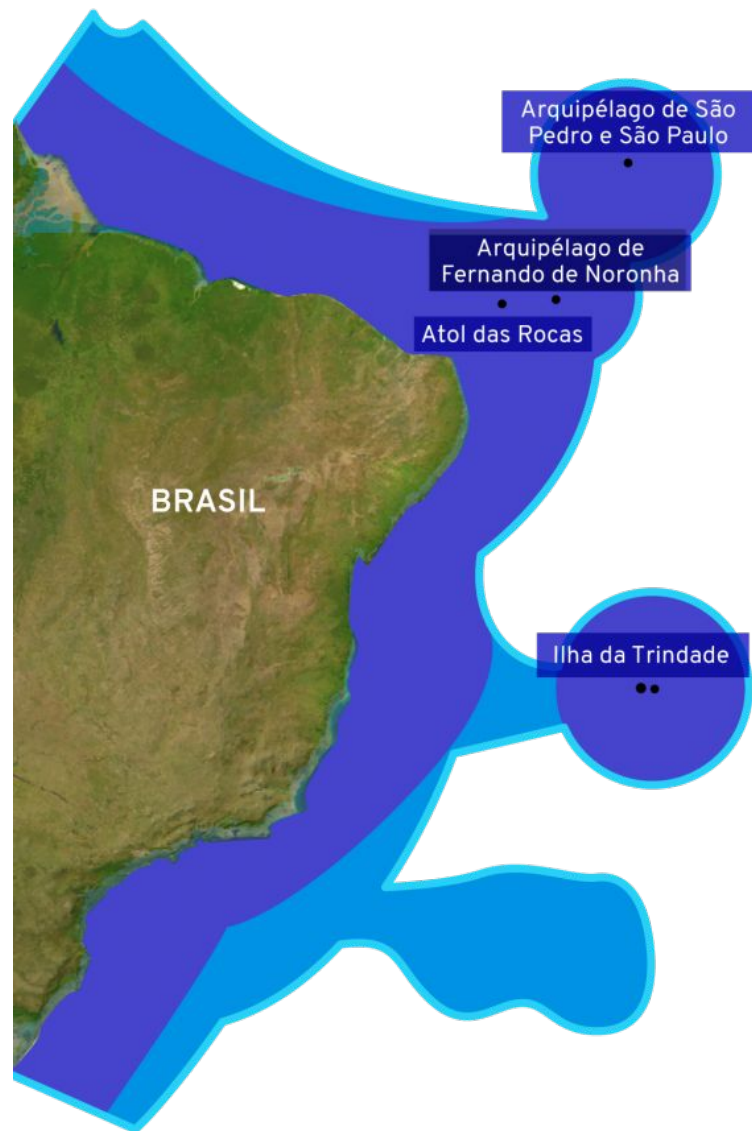 Arquipélago de São
Pedro e São Paulo
Arquipélago de
Fernando de Noronha
Atol das Rocas
BRASIL
Ilha da Trindade